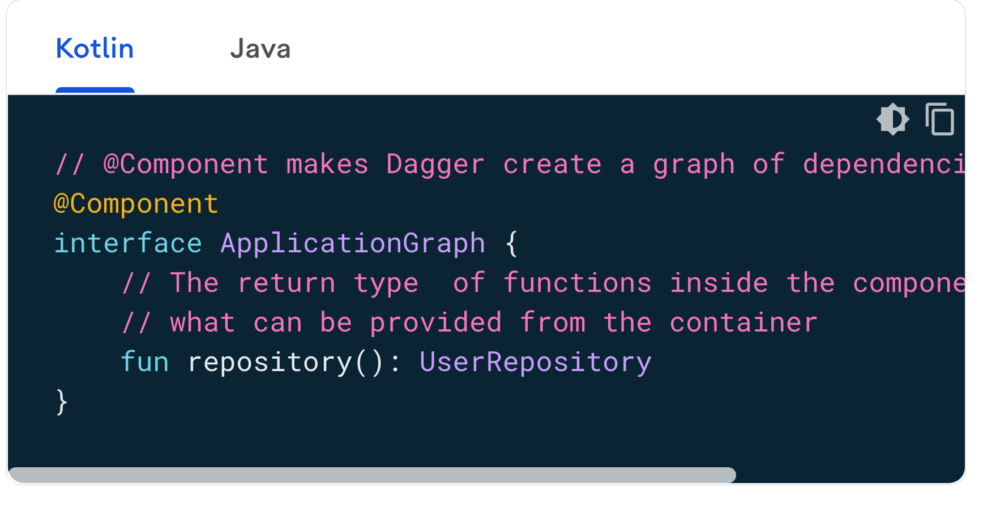 Kotlin Java
// @Component makes Dagger create a graph of dependenci
@Component
interface ApplicationGraph {
    // The return type  of functions inside the compone
    // what can be provided from the container
    fun repository(): UserRepository
}